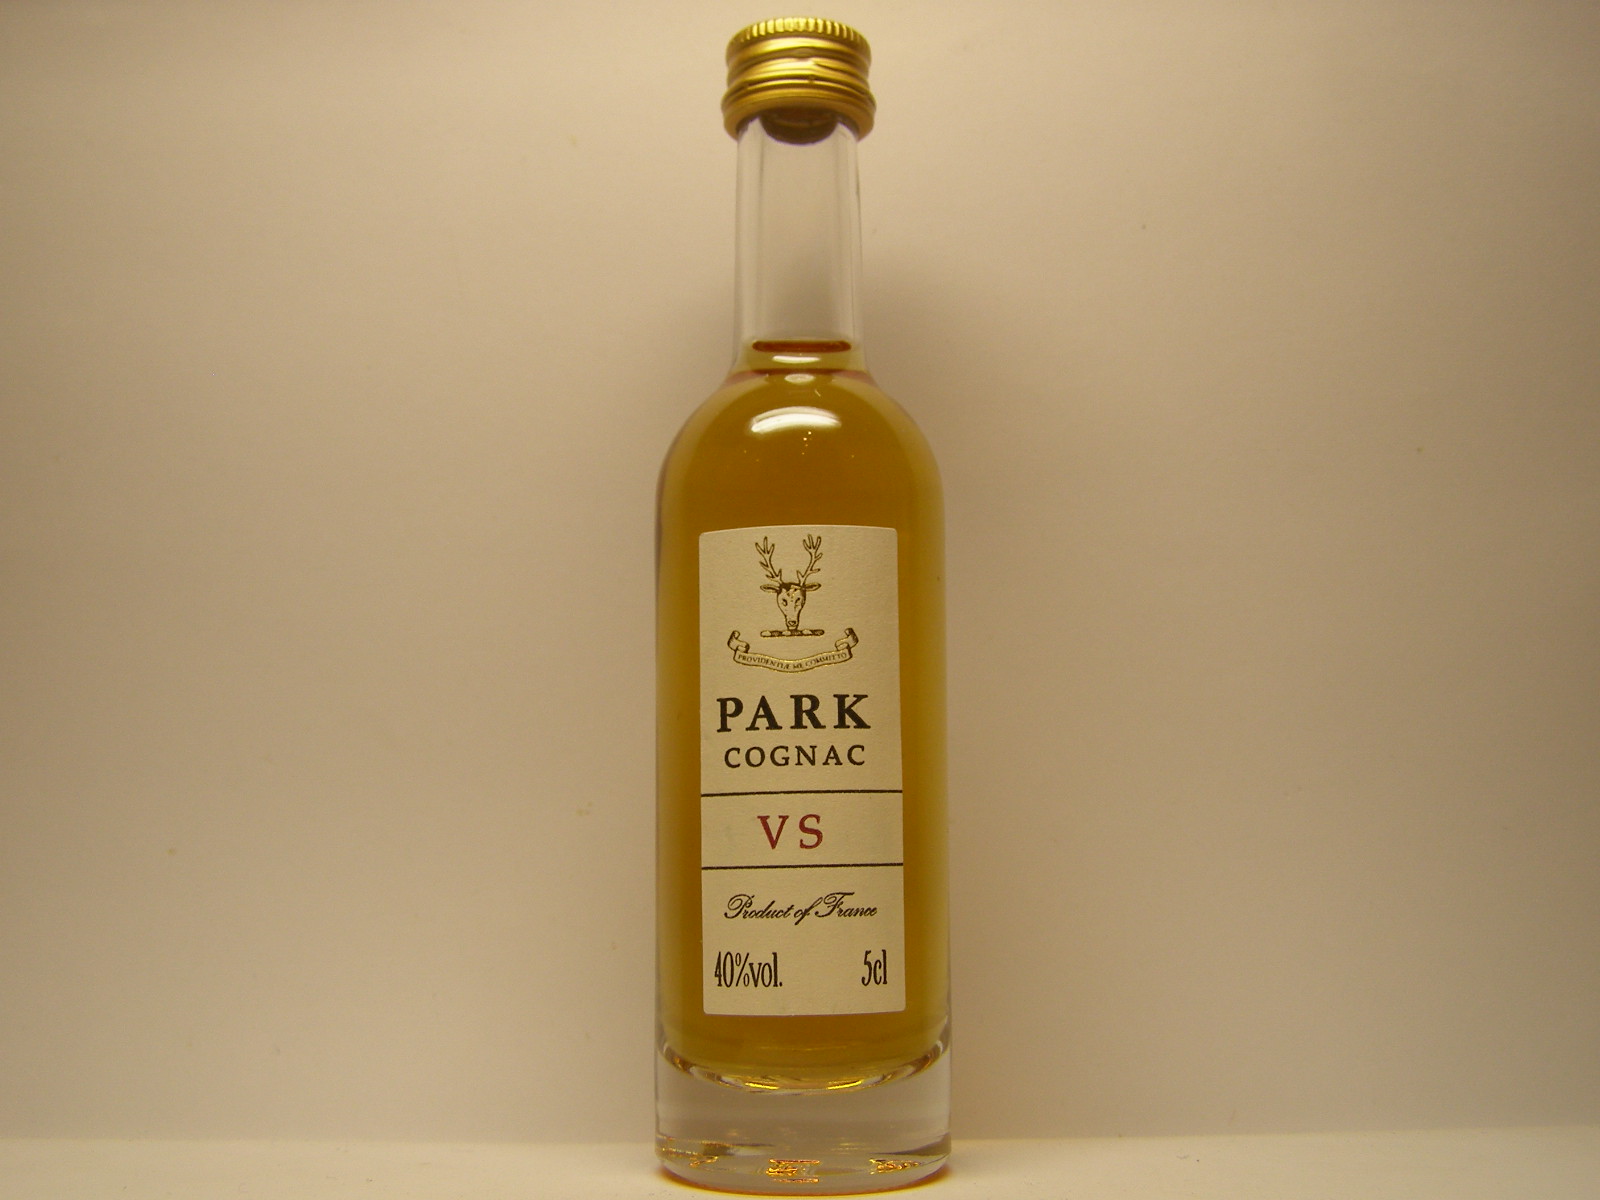 PROVIDENTIÆ ME COMMITTO
PARK
COGNAC
VS
Product of France
40%vol. 5cl